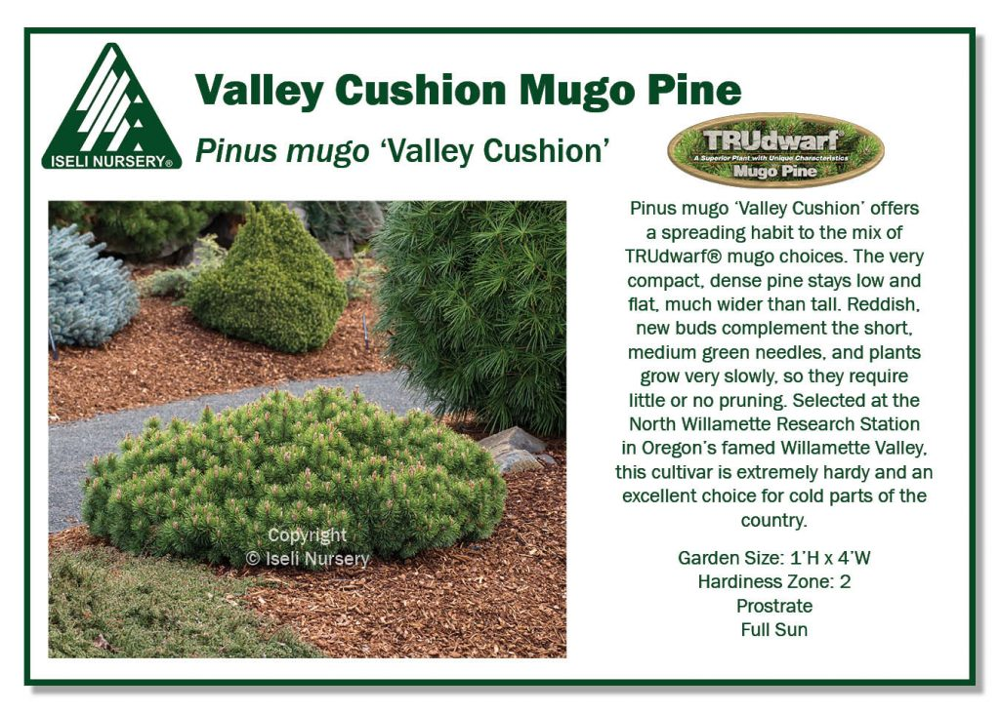 Valley Cushion Mugo Pine
ISELI NURSERY®
Pinus mugo ‘Valley Cushion’
TRUdwarf
A Superior Plant with Unique Characteristics
Mugo Pine
Pinus mugo ‘Valley Cushion’ offers
a spreading habit to the mix of
TRUdwarf® mugo choices. The very
compact, dense pine stays low and
flat, much wider than tall. Reddish,
new buds complement the short,
medium green needles, and plants
grow very slowly, so they require
little or no pruning. Selected at the
North Willamette Research Station
in Oregon’s famed Willamette Valley,
this cultivar is extremely hardy and an
excellent choice for cold parts of the
country.
Garden Size: 1’H x 4’W
Hardiness Zone: 2
Prostrate
Full Sun
Copyright
© Iseli Nursery